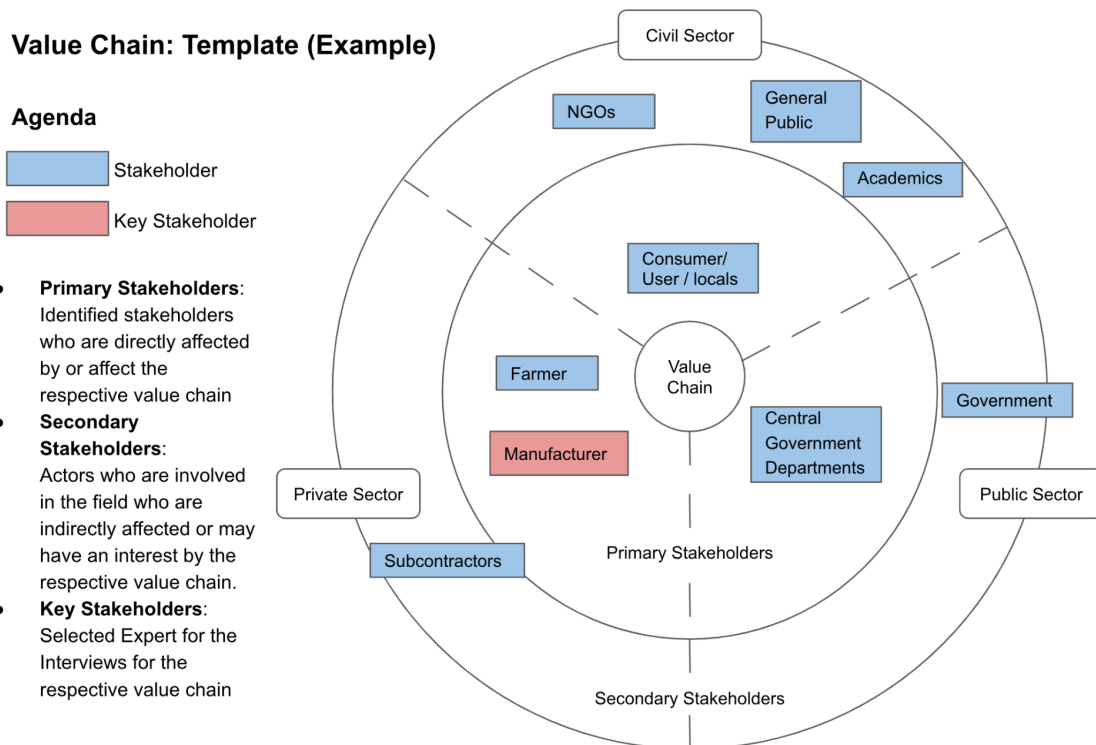 Value Chain: Template (Example)
Agenda
Stakeholder
Key Stakeholder
● Primary Stakeholders:
Identified stakeholders
who are directly affected
by or affect the
respective value chain
● Secondary
Stakeholders:
Actors who are involved
in the field who are
indirectly affected or may
have an interest by the
respective value chain.
● Key Stakeholders:
Selected Expert for the
Interviews for the
respective value chain
Civil Sector
NGOs
General
Public
Academics
Consumer/
User / locals
Value
Chain
Farmer
Manufacturer
Central
Government
Departments
Government
Private Sector
Public Sector
Subcontractors
Primary Stakeholders
Secondary Stakeholders